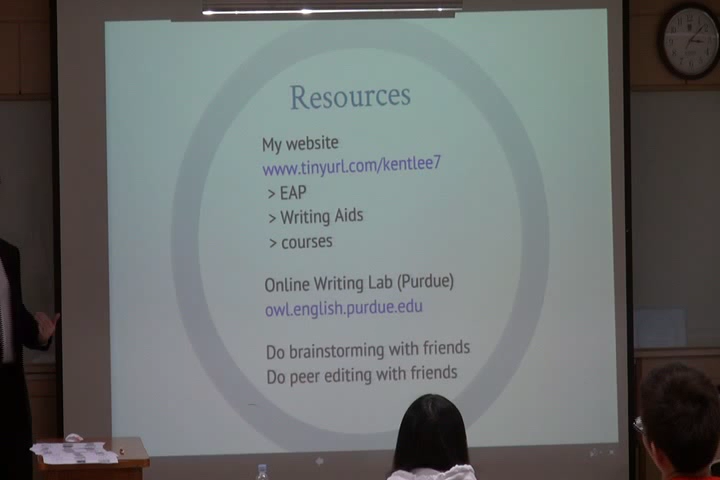 Resources
My website
www.tinyurl.com/kentlee7
> EAP
> Writing Aids
> courses
Online Writing Lab (Purdue)
owl.english.purdue.edu
Do brainstorming with friends
Do peer editing with friends